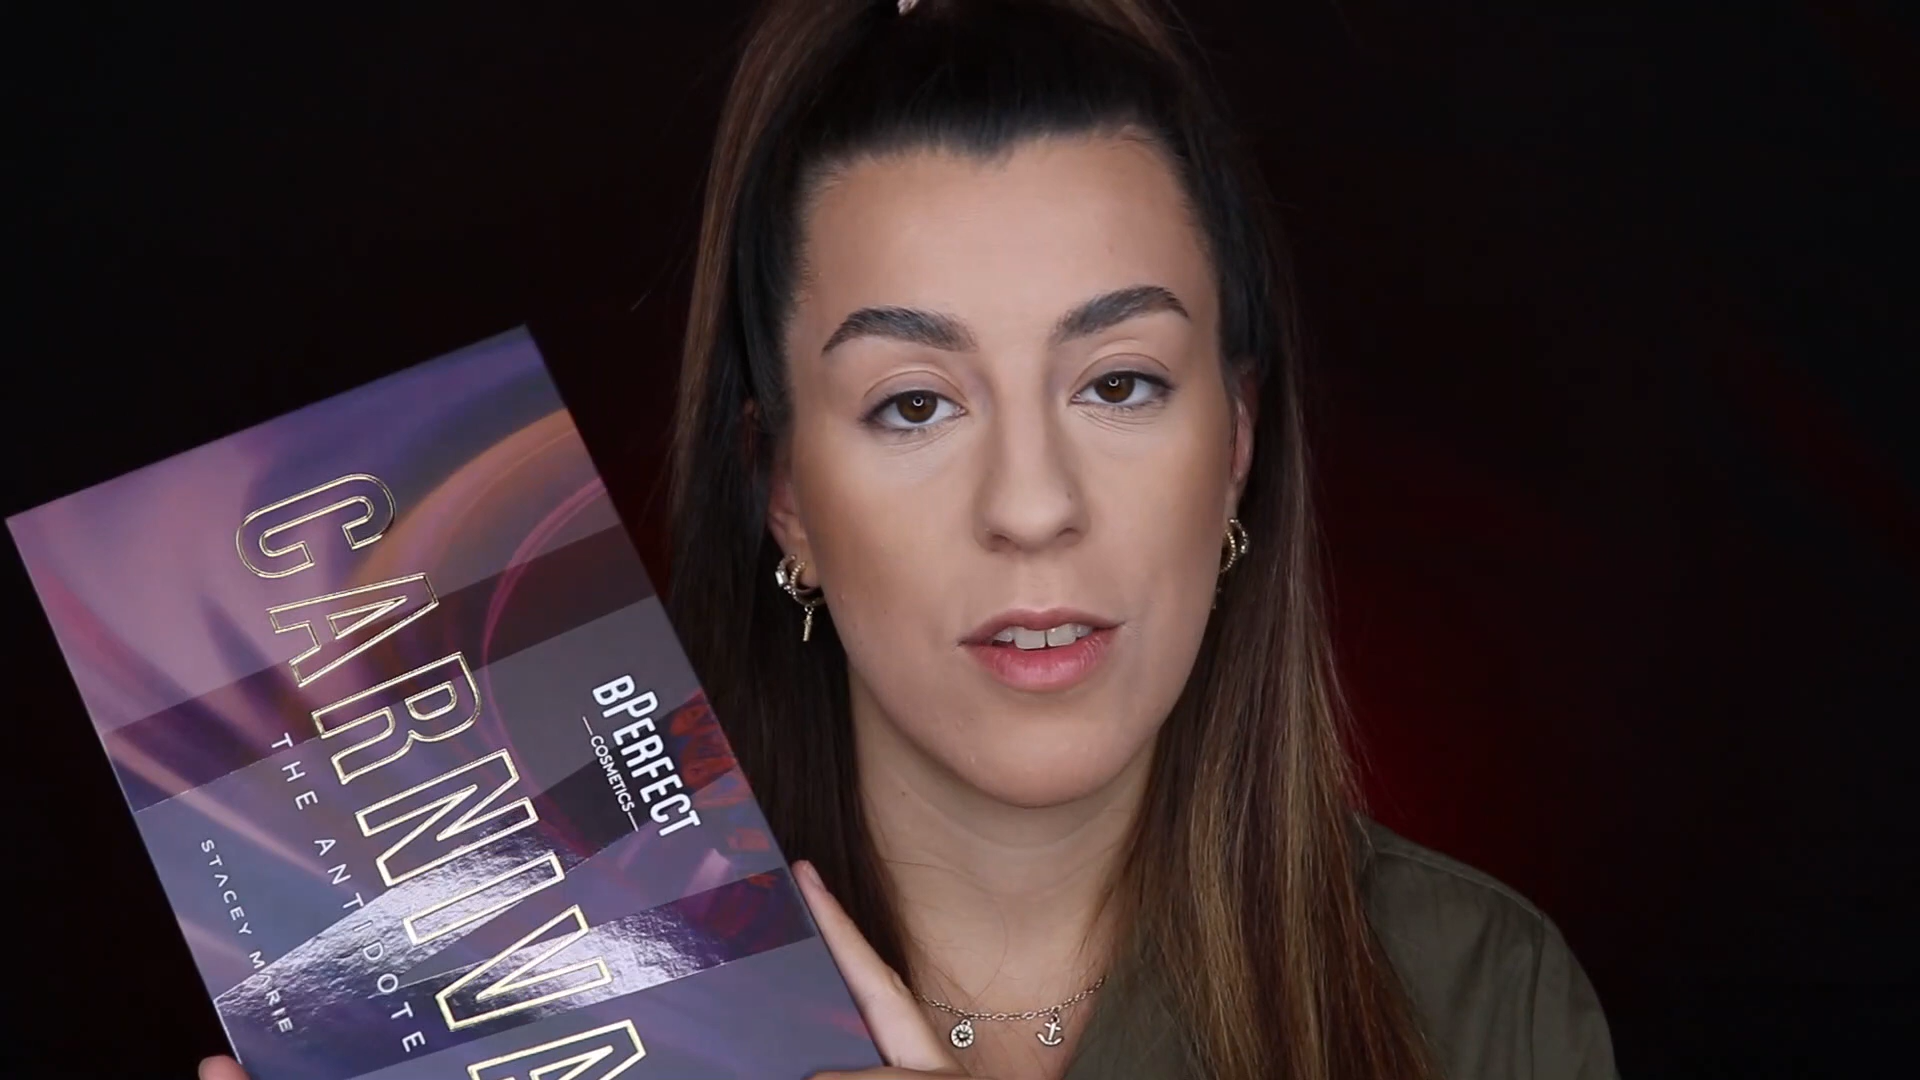 BPERFECT
COSMETICS
CARNIVA
THE ANTIDOTE
STACEY MARIE